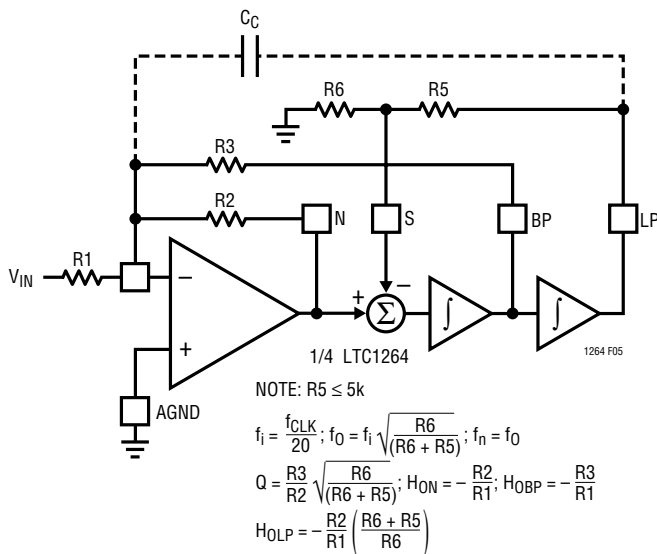 C_C
R6
R5
R3
R2
N
S
BP
LP
V_IN
R1
−
+
+
−
Σ
∫
∫
1/4 LTC1264
1264 F05
AGND
NOTE: R5 ≤ 5k
f_i = f_CLK/20; f_O = f_i √(R6/(R6 + R5)); f_n = f_O
Q = R3/R2 √(R6/(R6 + R5)); H_ON = − R2/R1; H_OBP = − R3/R1
H_OLP = − R2/R1 ((R6 + R5)/R6)